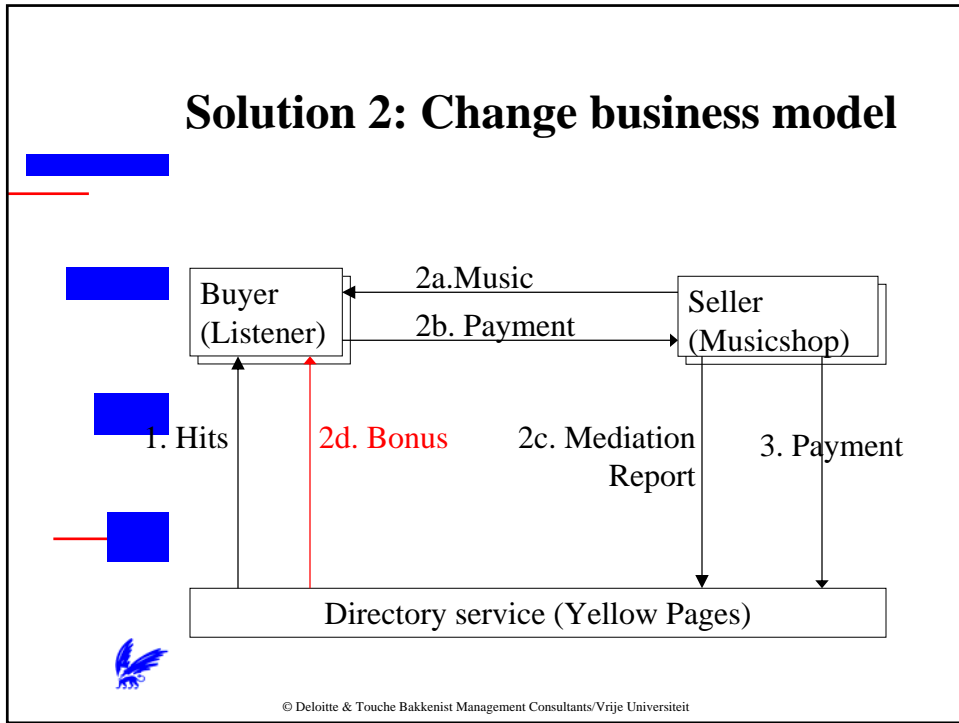 Solution 2: Change business model
2a.Music
Buyer
(Listener)
Seller
(Musicshop)
2b. Payment
1. Hits
2d. Bonus
2c. Mediation
Report
3. Payment
Directory service (Yellow Pages)
© Deloitte & Touche Bakkenist Management Consultants/Vrije Universiteit